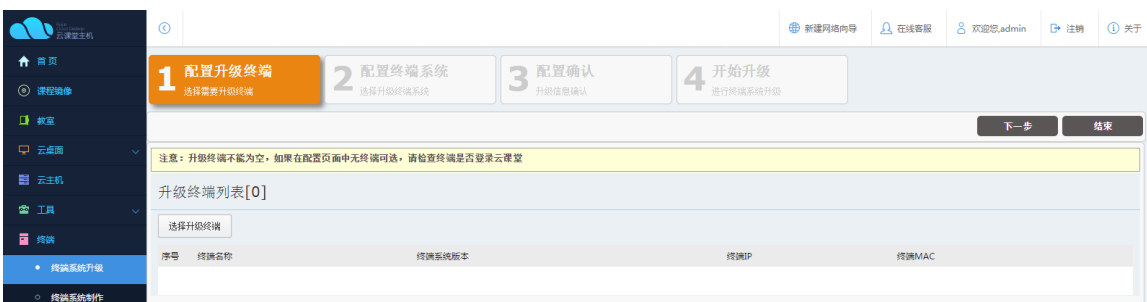 云课堂主机
新建网络向导
在线客服
欢迎您,admin
注销
关于
首页
课程镜像
教室
云桌面
云主机
工具
终端
终端系统升级
终端系统制作
1 配置升级终端
选择需要升级终端
2 配置终端系统
选择升级终端系统
3 配置确认
升级信息确认
4 开始升级
进行终端系统升级
下一步
结束
注意：升级终端不能为空，如果在配置页面中无终端可选，请检查终端是否登录云课堂
升级终端列表[0]
选择升级终端
序号 终端名称 终端系统版本 终端IP 终端MAC